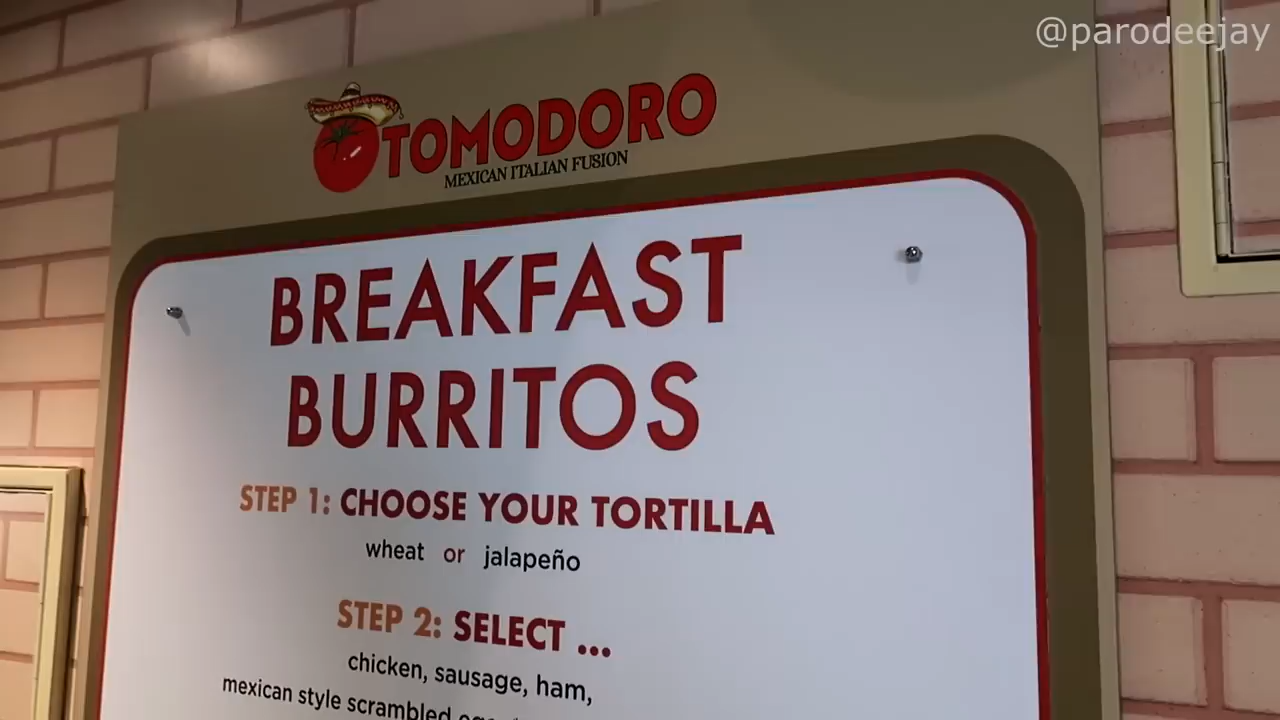 @parodeejay
TOMODORO
MEXICAN ITALIAN FUSION
BREAKFAST
BURRITOS
STEP 1: CHOOSE YOUR TORTILLA
wheat or jalapeño
STEP 2: SELECT ...
chicken, sausage, ham,
mexican style scrambled